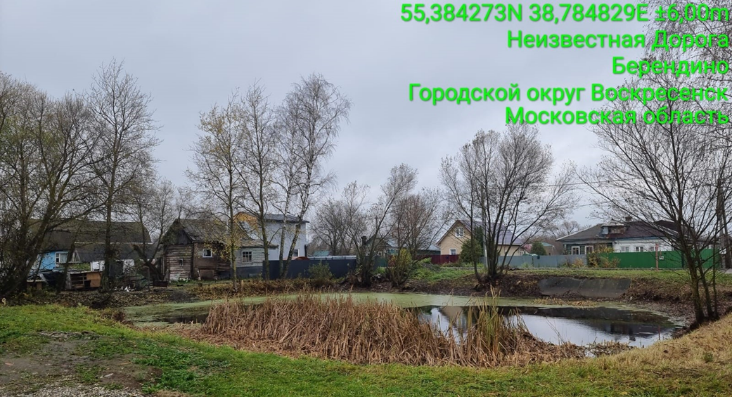 55,384273N 38,784829E ±6,00m
Неизвестная Дорога
Берендино
Городской округ Воскресенск
Московская область